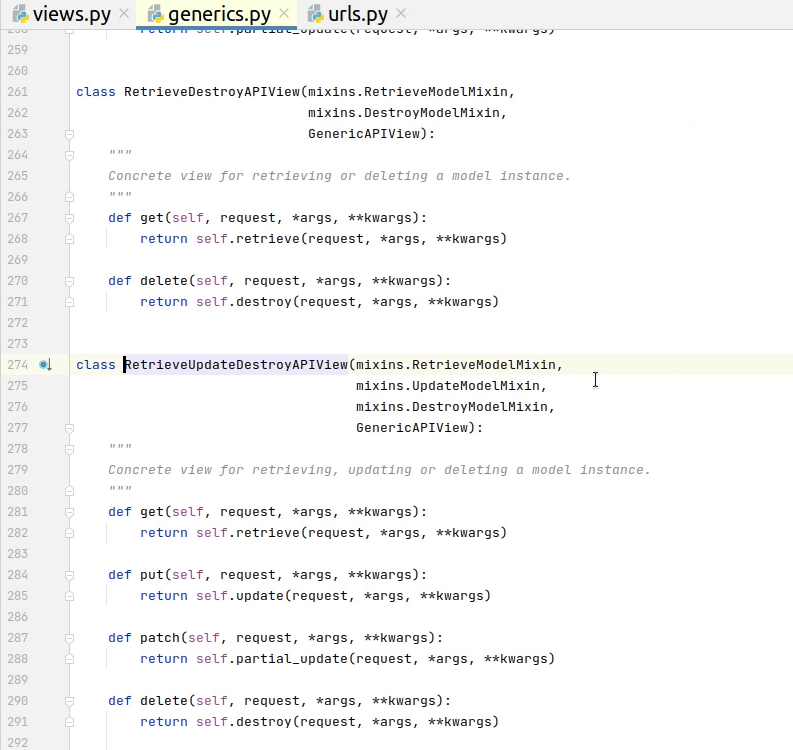 views.py × generics.py × urls.py ×
258 return self.partial_update(request, *args, **kwargs)
259
260
261 class RetrieveDestroyAPIView(mixins.RetrieveModelMixin,
262 mixins.DestroyModelMixin,
263 GenericAPIView):
264 """
265 Concrete view for retrieving or deleting a model instance.
266 """
267 def get(self, request, *args, **kwargs):
268 return self.retrieve(request, *args, **kwargs)
269
270 def delete(self, request, *args, **kwargs):
271 return self.destroy(request, *args, **kwargs)
272
273
274 class RetrieveUpdateDestroyAPIView(mixins.RetrieveModelMixin,
275 mixins.UpdateModelMixin,
276 mixins.DestroyModelMixin,
277 GenericAPIView):
278 """
279 Concrete view for retrieving, updating or deleting a model instance.
280 """
281 def get(self, request, *args, **kwargs):
282 return self.retrieve(request, *args, **kwargs)
283
284 def put(self, request, *args, **kwargs):
285 return self.update(request, *args, **kwargs)
286
287 def patch(self, request, *args, **kwargs):
288 return self.partial_update(request, *args, **kwargs)
289
290 def delete(self, request, *args, **kwargs):
291 return self.destroy(request, *args, **kwargs)
292